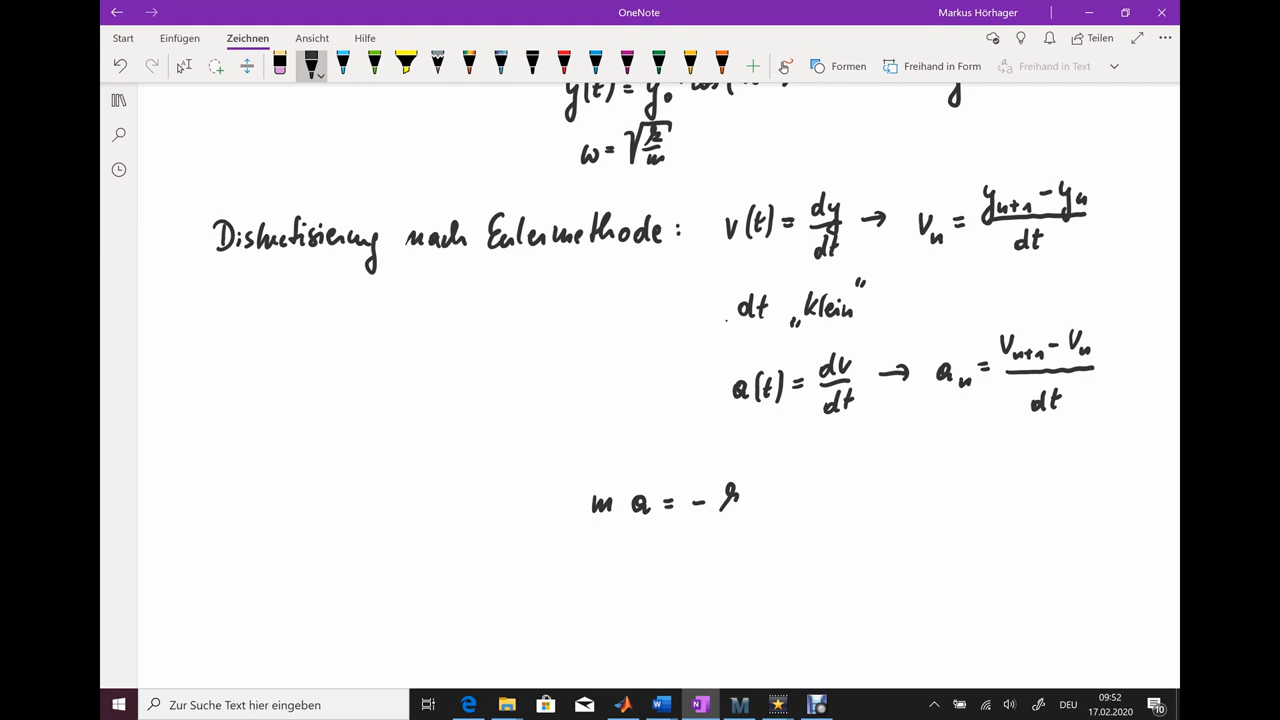 OneNote
Markus Hörhager
Start Einfügen Zeichnen Ansicht Hilfe Teilen
Formen Freihand in Form Freihand in Text
y(t) = y₀
ω = √(k/m)
Diskretisierung nach Eulermethode : v(t) = dy/dt → vₙ = (yₙ₊₁ - yₙ)/dt
dt „klein“
a(t) = dv/dt → aₙ = (vₙ₊₁ - vₙ)/dt
m a = -
Zur Suche Text hier eingeben
DEU
09:52
17.02.2020
10